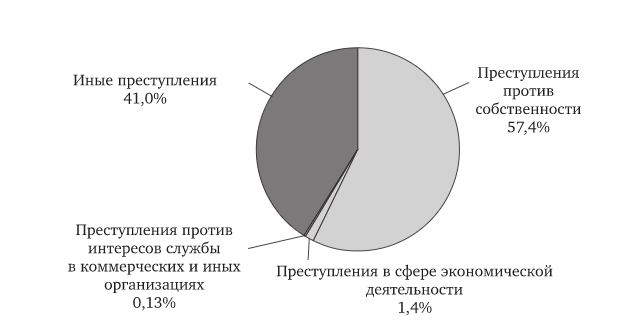 Иные преступления
41,0%
Преступления
против
собственности
57,4%
Преступления против
интересов службы
в коммерческих и иных
организациях
0,13%
Преступления в сфере экономической
деятельности
1,4%